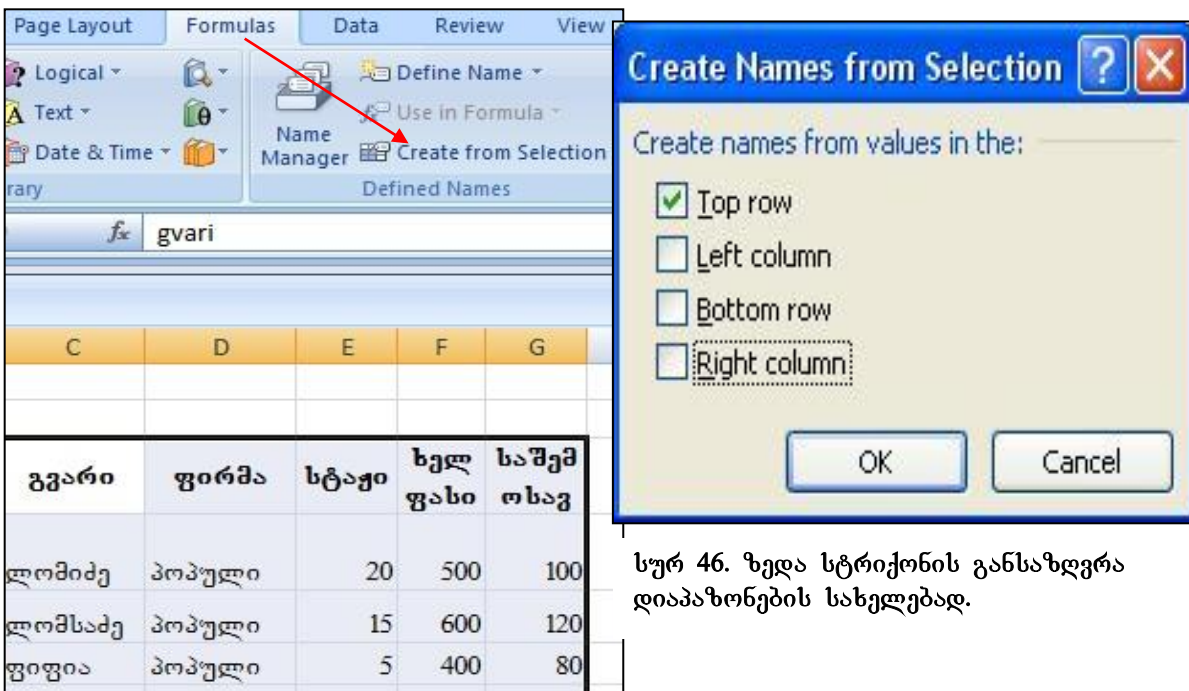 Page Layout Formulas Data Review View
Logical
Text
Date & Time
rary
Name Manager
Define Name
Use in Formula
Create from Selection
Defined Names
fx gvari
C D E F G
გვარი ფირმა სტაჟი ხელ ფასი საშემ ოსავ
ლომიძე პოპული 20 500 100
ლომსაძე პოპული 15 600 120
ფიფია პოპული 5 400 80
Create Names from Selection
Create names from values in the:
Top row
Left column
Bottom row
Right column
OK Cancel
სურ 46. ზედა სტრიქონის განსაზღვრა
დიაპაზონების სახელებად.